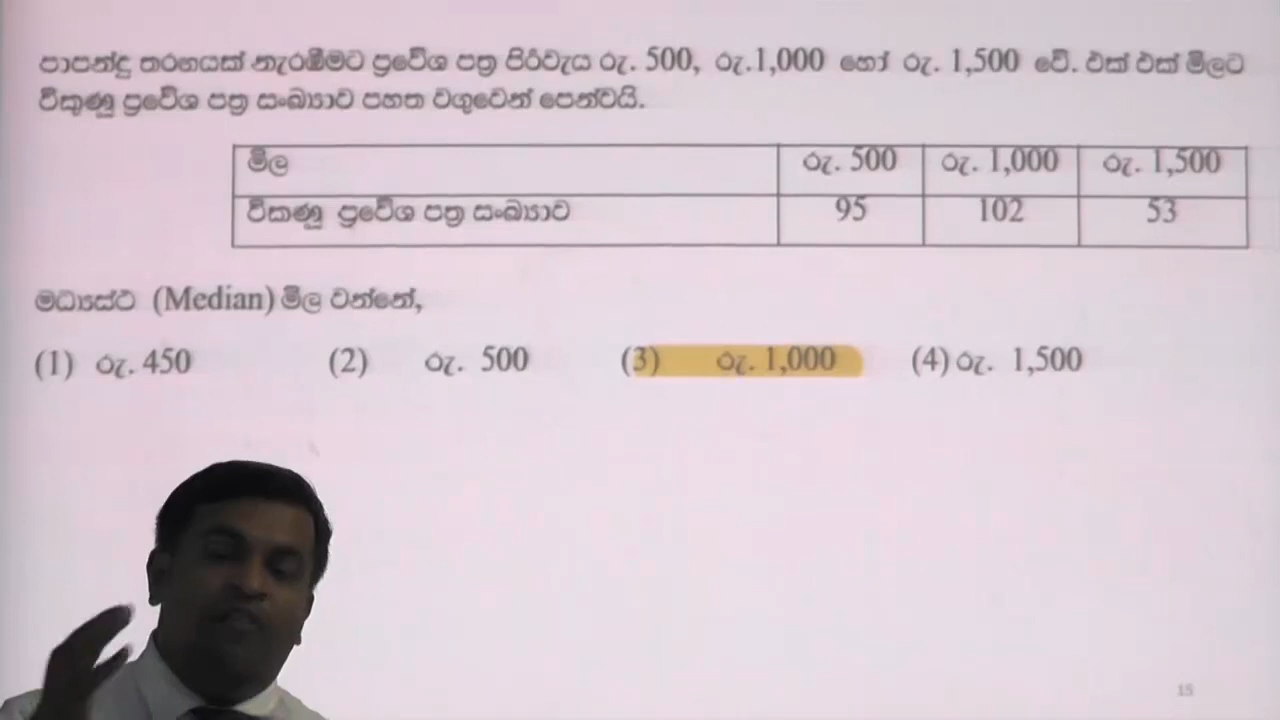 පාපන්දු තරඟයක් නැරඹීමට ප්‍රවේශ පත්‍ර පිරිවැය රු. 500, රු.1,000 හෝ රු. 1,500 වේ. එක් එක් මිලට
විකුණූ ප්‍රවේශ පත්‍ර සංඛ්‍යාව පහත වගුවෙන් පෙන්වයි.
මිල රු. 500 රු. 1,000 රු. 1,500
විකණූ ප්‍රවේශ පත්‍ර සංඛ්‍යාව 95 102 53
මධ්‍යස්ථ (Median) මිල වන්නේ,
(1) රු. 450 (2) රු. 500 (3) රු. 1,000 (4) රු. 1,500
15